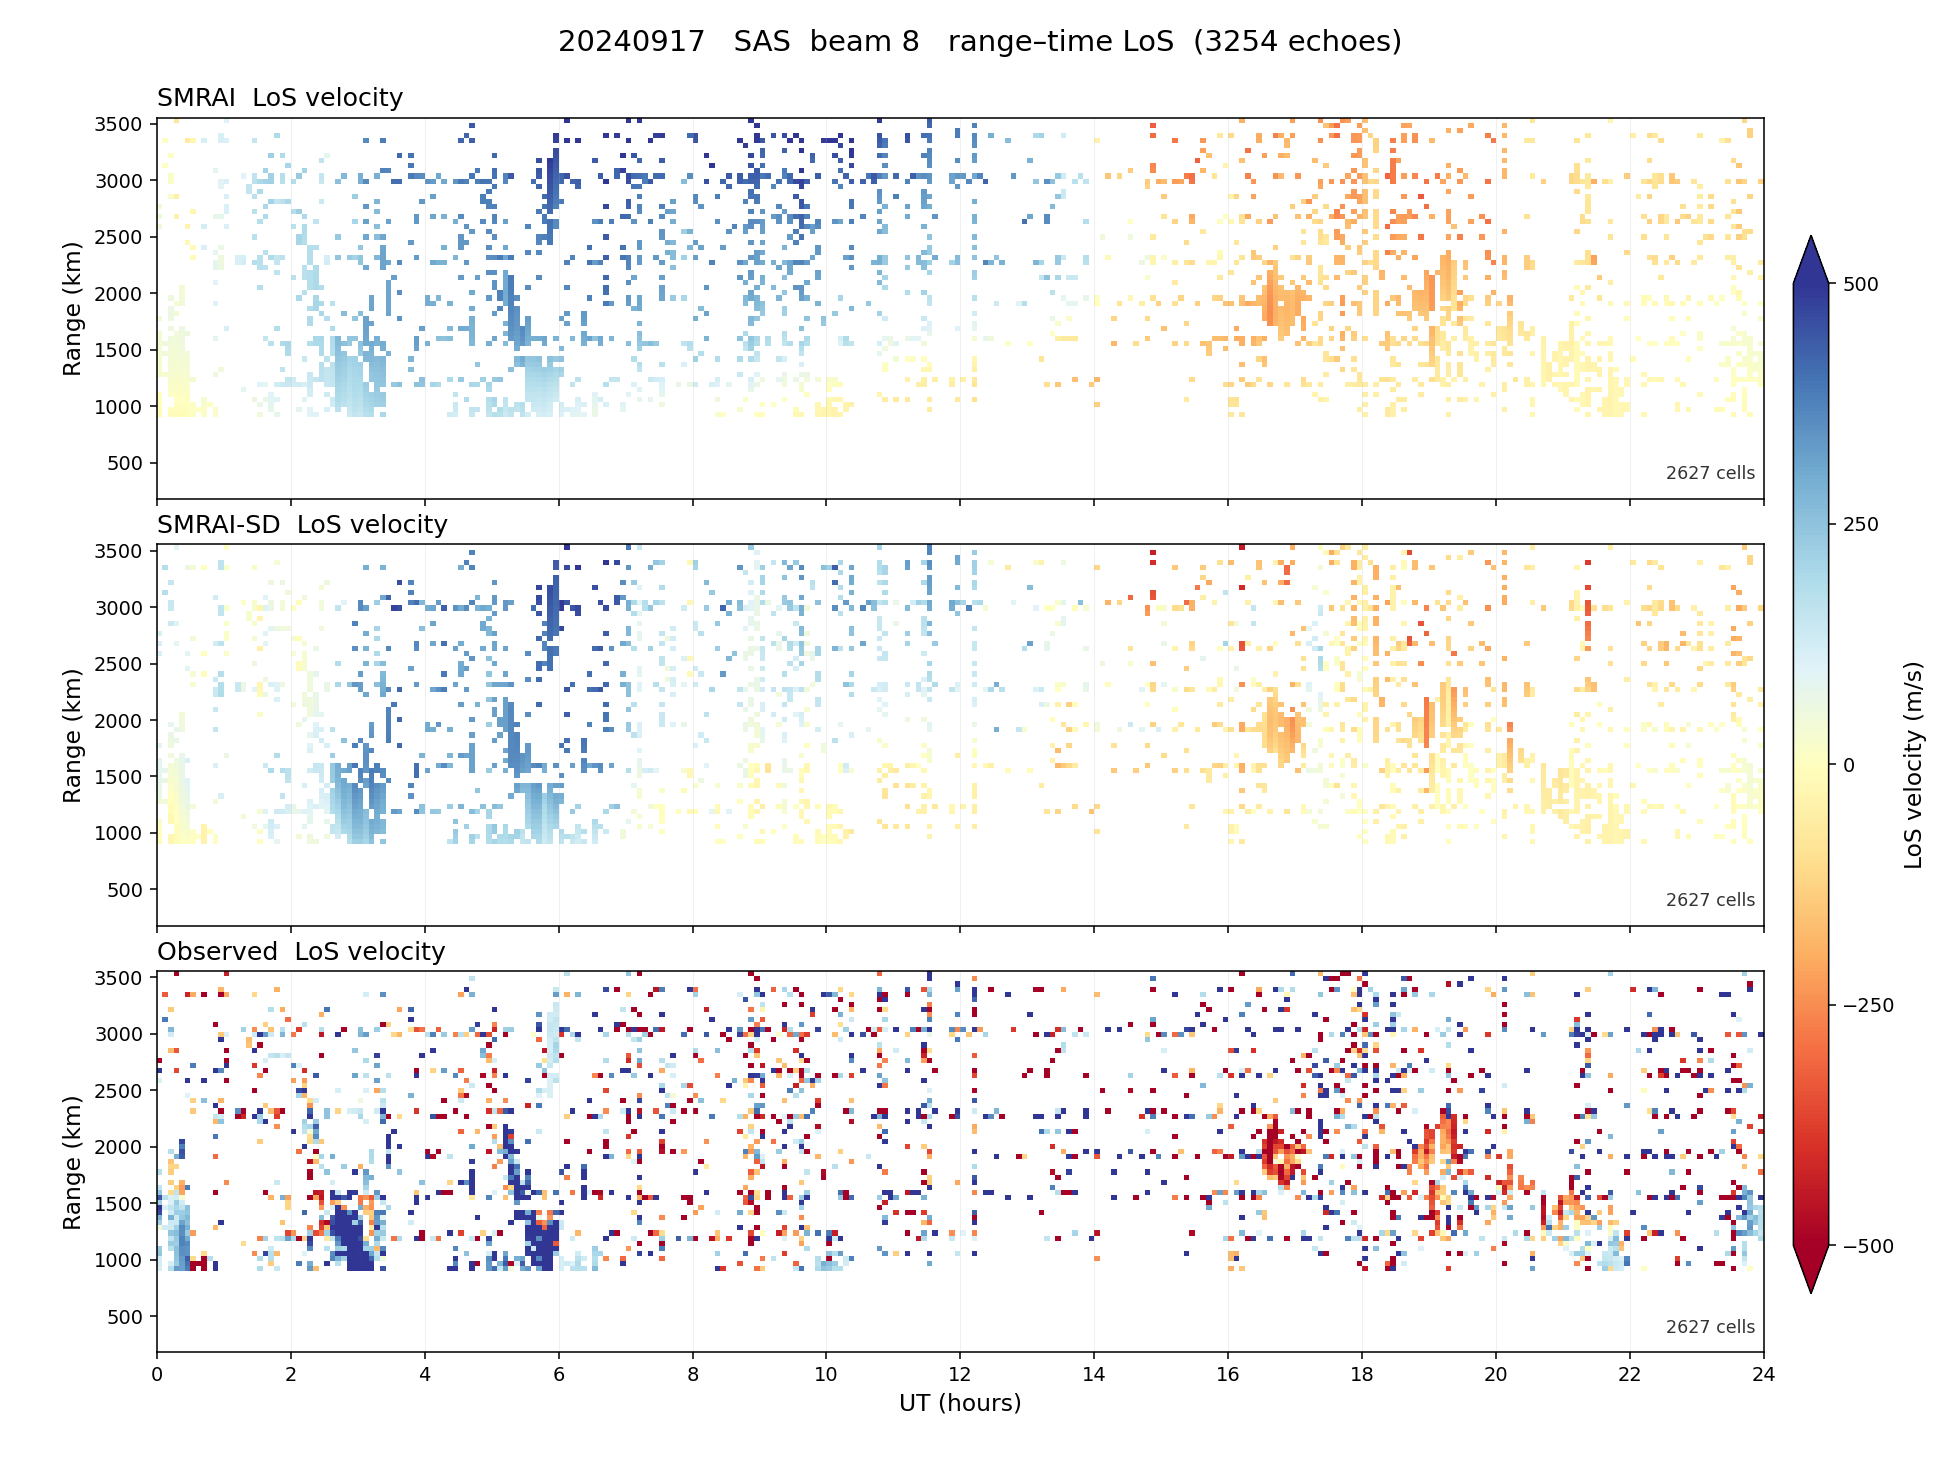 20240917   SAS  beam 8   range–time LoS  (3254 echoes)
SMRAI  LoS velocity
3500
3000
2500
2000
1500
1000
500
Range (km)
2627 cells
SMRAI-SD  LoS velocity
3500
3000
2500
2000
1500
1000
500
Range (km)
2627 cells
Observed  LoS velocity
3500
3000
2500
2000
1500
1000
500
Range (km)
2627 cells
0 2 4 6 8 10 12 14 16 18 20 22 24
UT (hours)
500
250
0
−250
−500
LoS velocity (m/s)